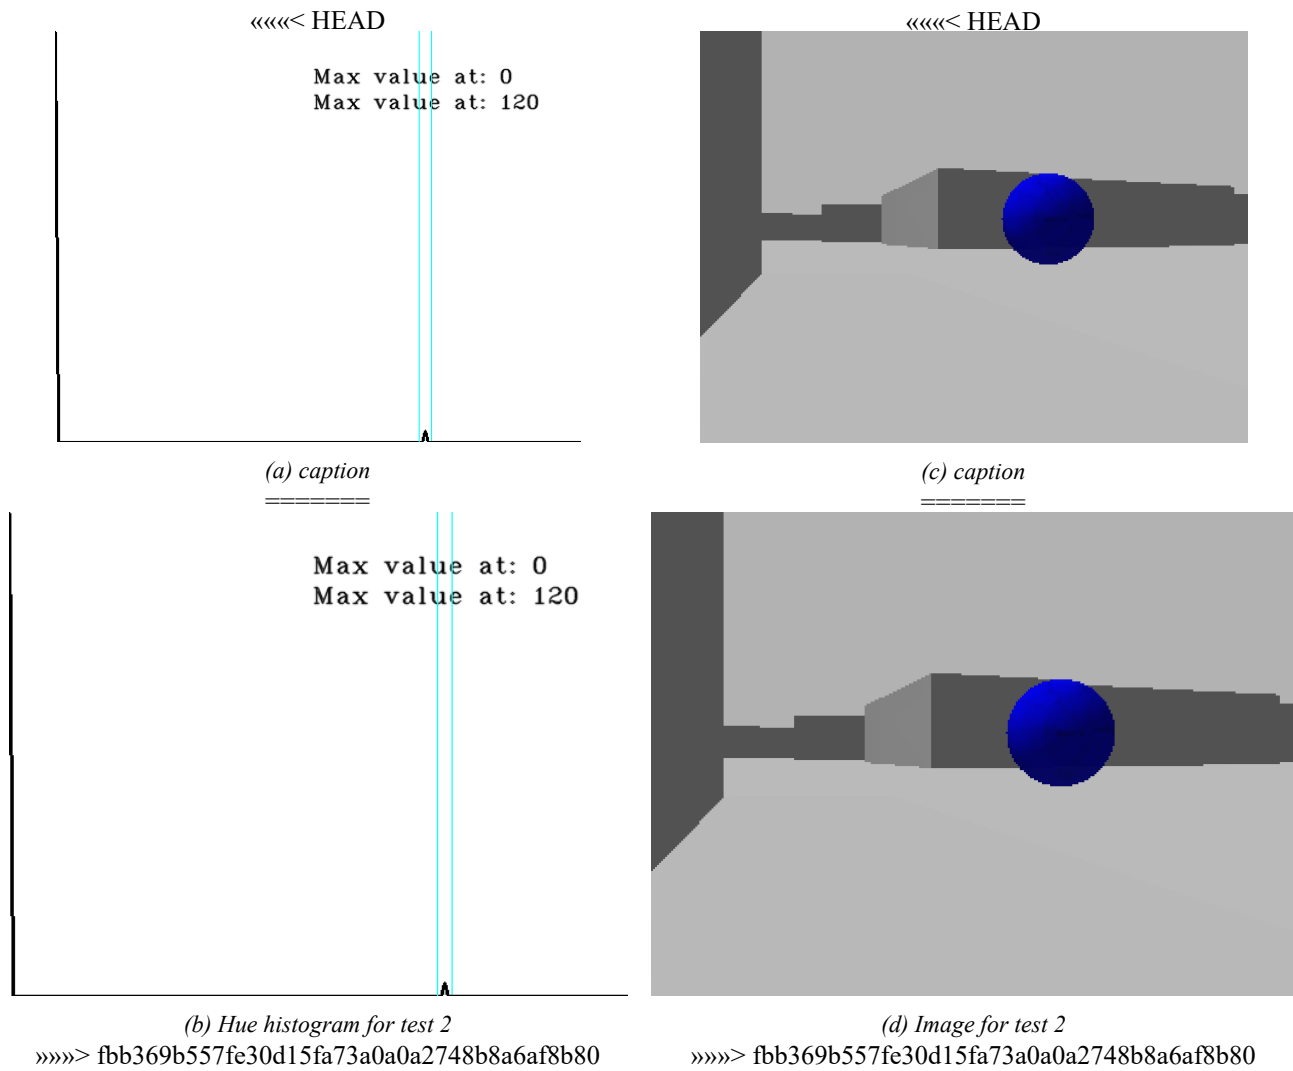 «««< HEAD
Max value at: 0
Max value at: 120
(a) caption
=======
Max value at: 0
Max value at: 120
(b) Hue histogram for test 2
»»»> fbb369b557fe30d15fa73a0a0a2748b8a6af8b80
«««< HEAD
(c) caption
=======
(d) Image for test 2
»»»> fbb369b557fe30d15fa73a0a0a2748b8a6af8b80